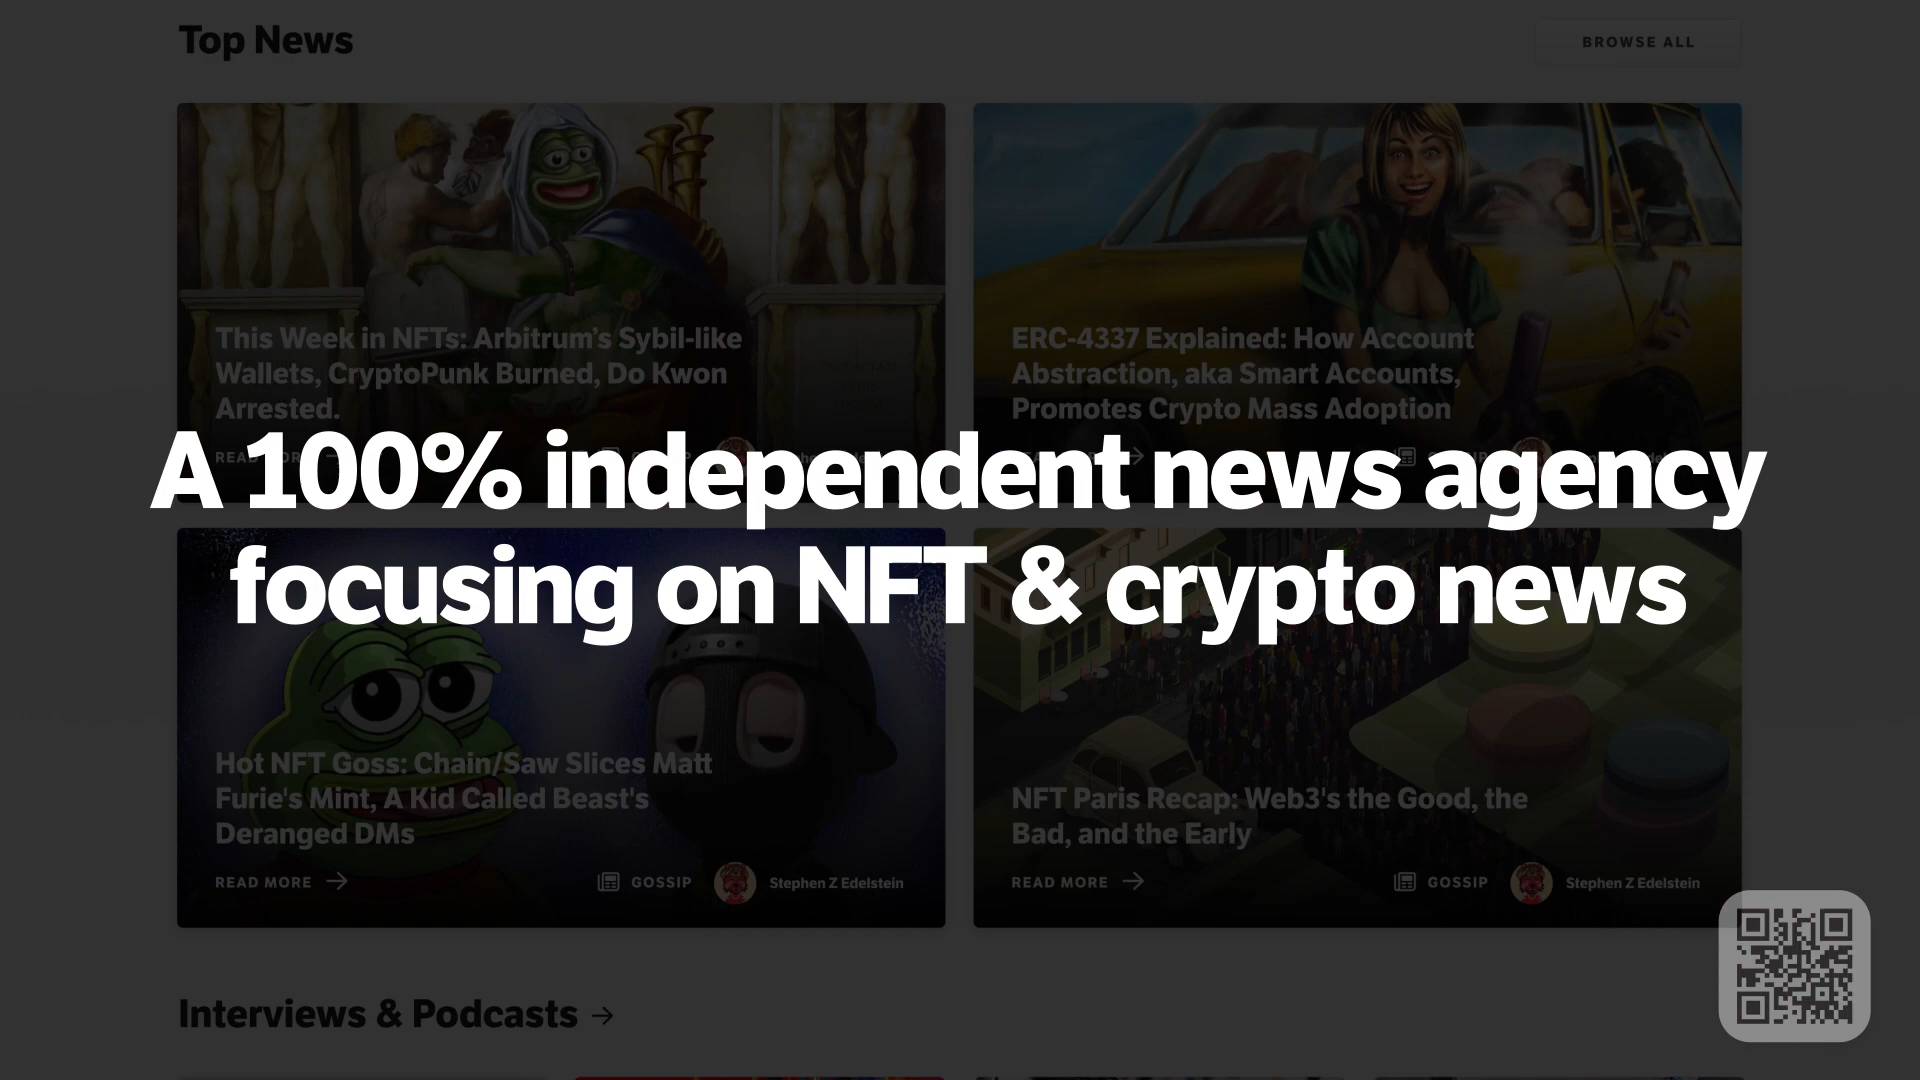 Top News
BROWSE ALL
This Week in NFTs: Arbitrum’s Sybil-like
Wallets, CryptoPunk Burned, Do Kwon
Arrested.
ERC-4337 Explained: How Account
Abstraction, aka Smart Accounts,
Promotes Crypto Mass Adoption
A 100% independent news agency
focusing on NFT & crypto news
Hot NFT Goss: Chain/Saw Slices Matt
Furie's Mint, A Kid Called Beast's
Deranged DMs
READ MORE
GOSSIP
Stephen Z Edelstein
NFT Paris Recap: Web3's the Good, the
Bad, and the Early
READ MORE
GOSSIP
Stephen Z Edelstein
Interviews & Podcasts